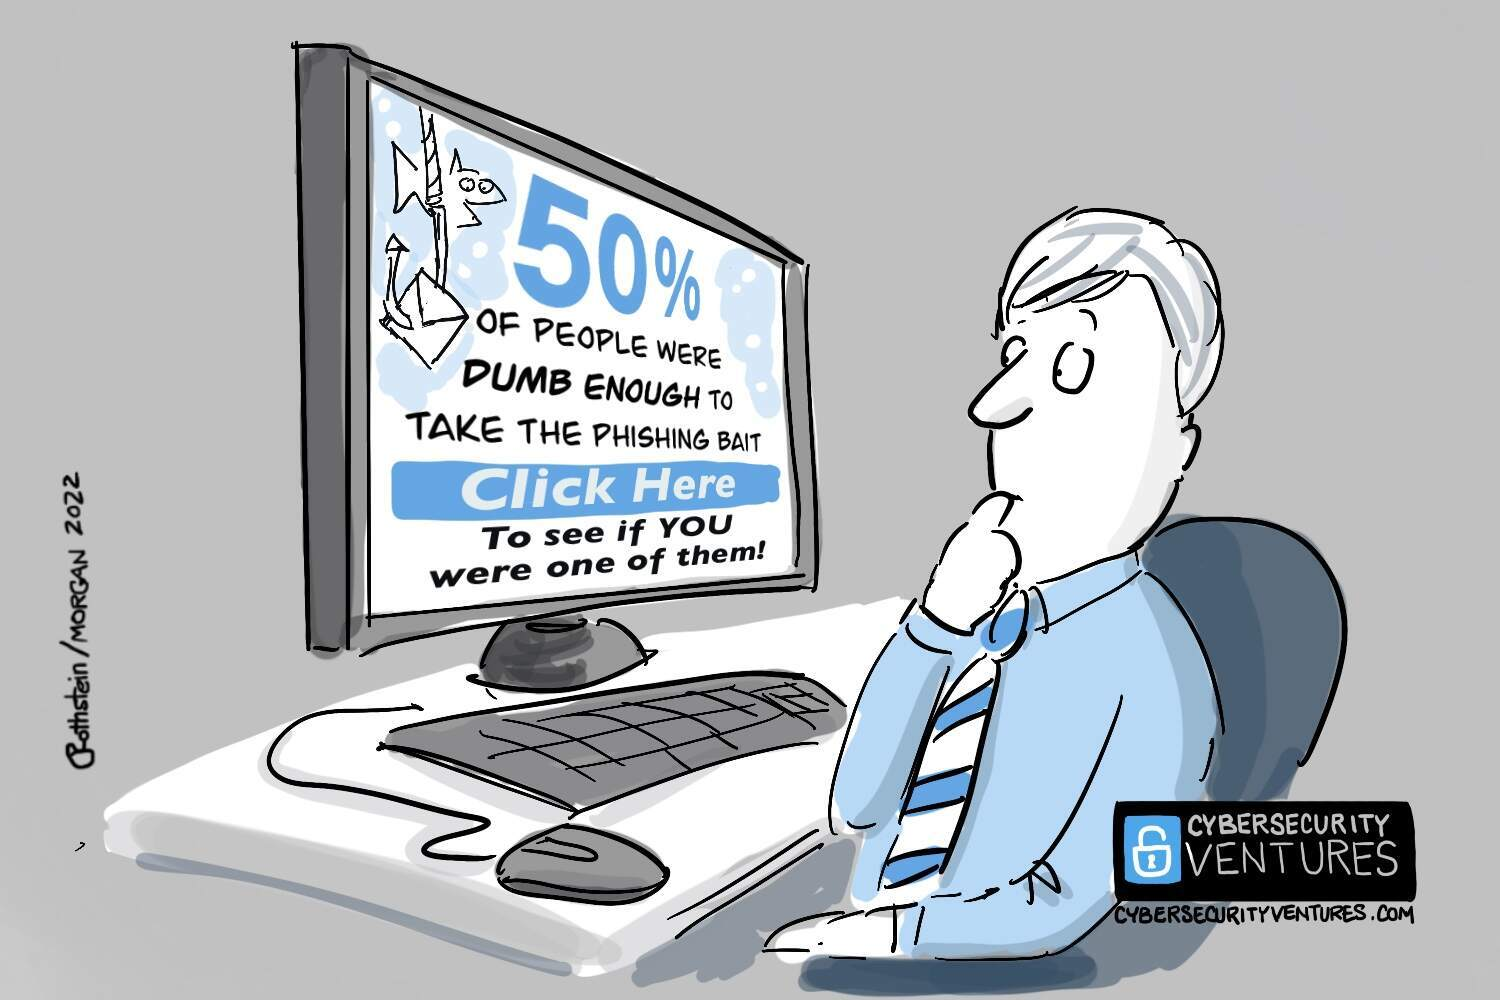 50%
OF PEOPLE WERE
DUMB ENOUGH TO
TAKE THE PHISHING BAIT
Click Here
To see if YOU
were one of them!
Rothstein/MORGAN 2022
CYBERSECURITY
VENTURES
CYBERSECURITYVENTURES.COM